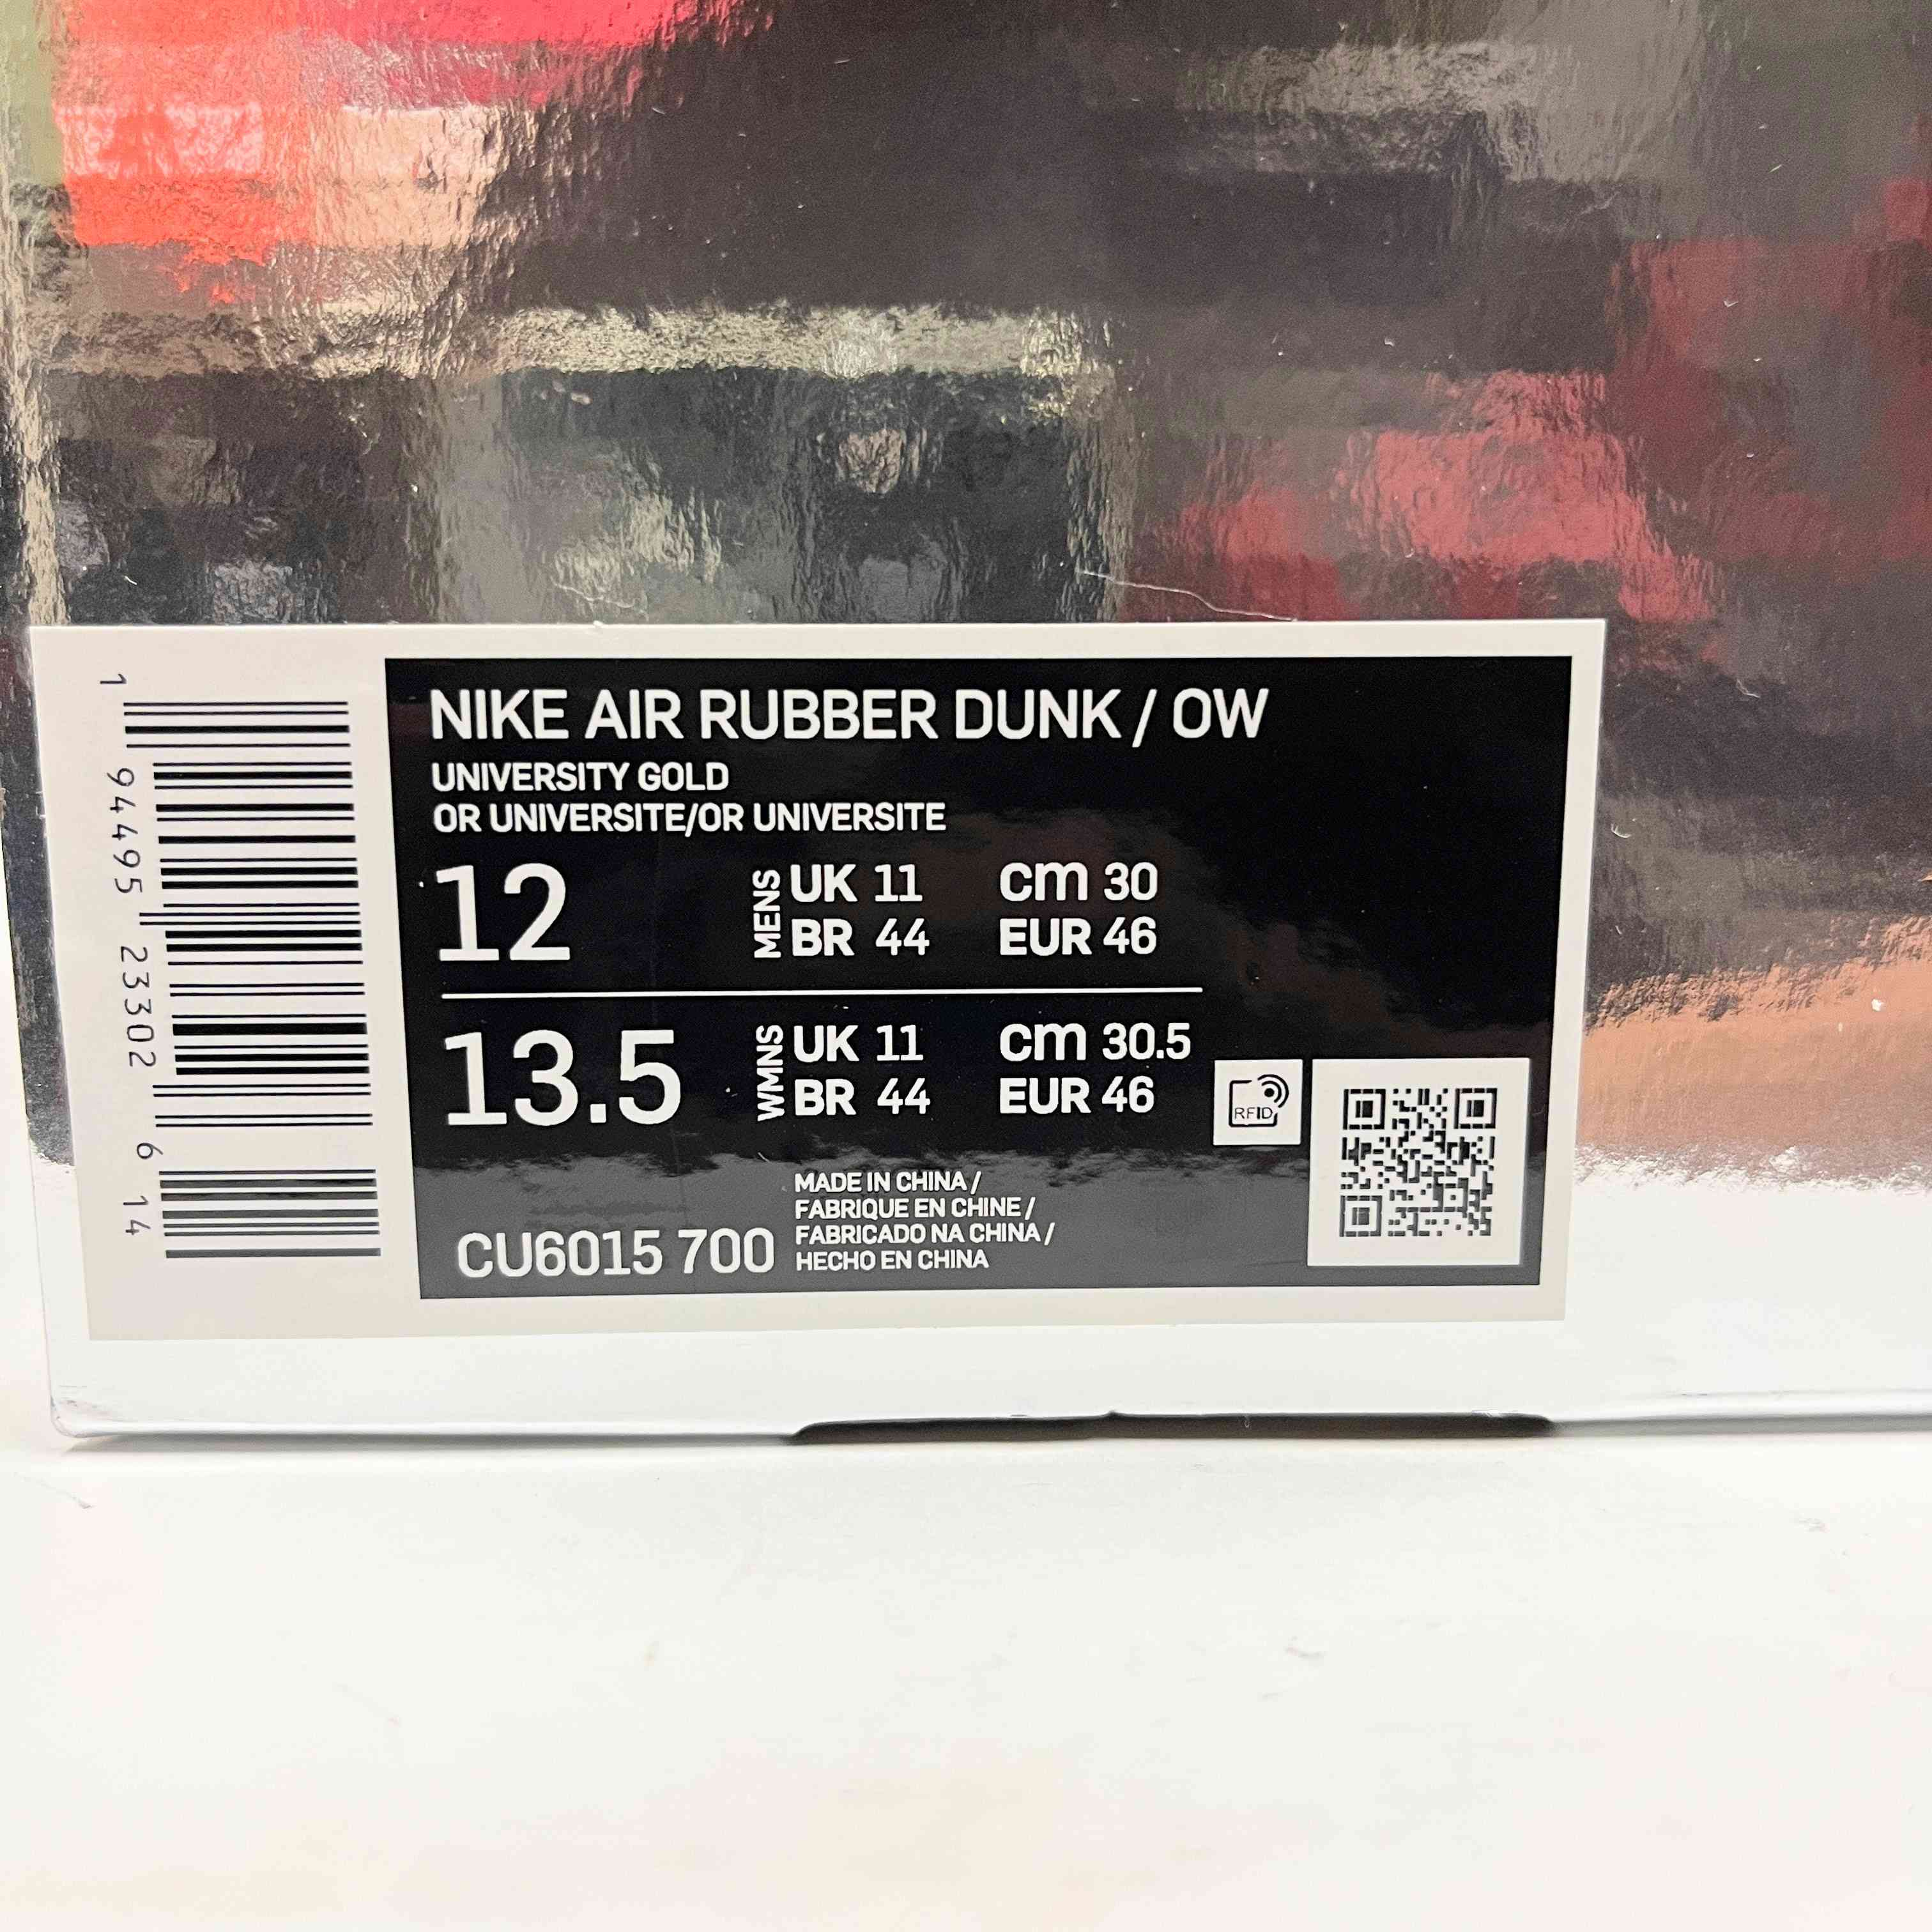 NIKE AIR RUBBER DUNK / OW
UNIVERSITY GOLD
OR UNIVERSITE/OR UNIVERSITE
12 MENS UK 11 cm 30
BR 44 EUR 46
13.5 WMNS UK 11 cm 30.5
BR 44 EUR 46
RFID
CU6015 700
MADE IN CHINA /
FABRIQUE EN CHINE /
FABRICADO NA CHINA /
HECHO EN CHINA
1 94495 23302 6 14